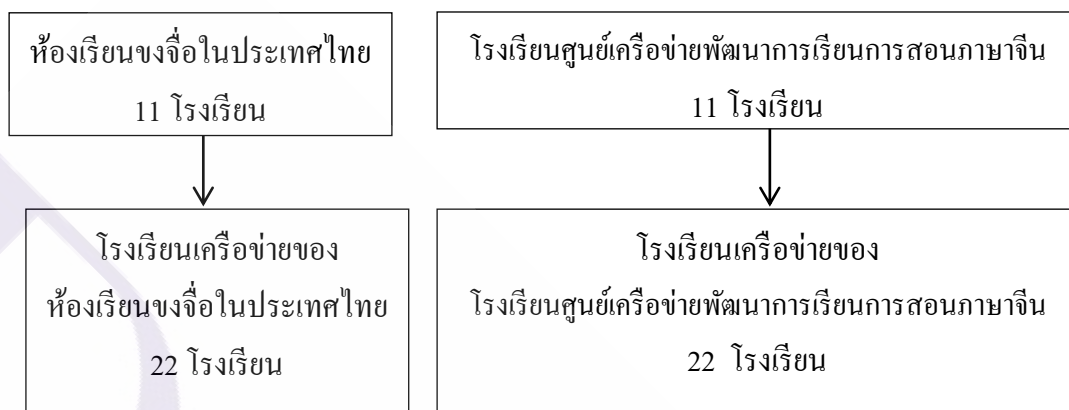 ห้องเรียนขงจื่อในประเทศไทย
11 โรงเรียน
โรงเรียนศูนย์เครือข่ายพัฒนาการเรียนการสอนภาษาจีน
11 โรงเรียน
โรงเรียนเครือข่ายของ
ห้องเรียนขงจื่อในประเทศไทย
22 โรงเรียน
โรงเรียนเครือข่ายของ
โรงเรียนศูนย์เครือข่ายพัฒนาการเรียนการสอนภาษาจีน
22 โรงเรียน